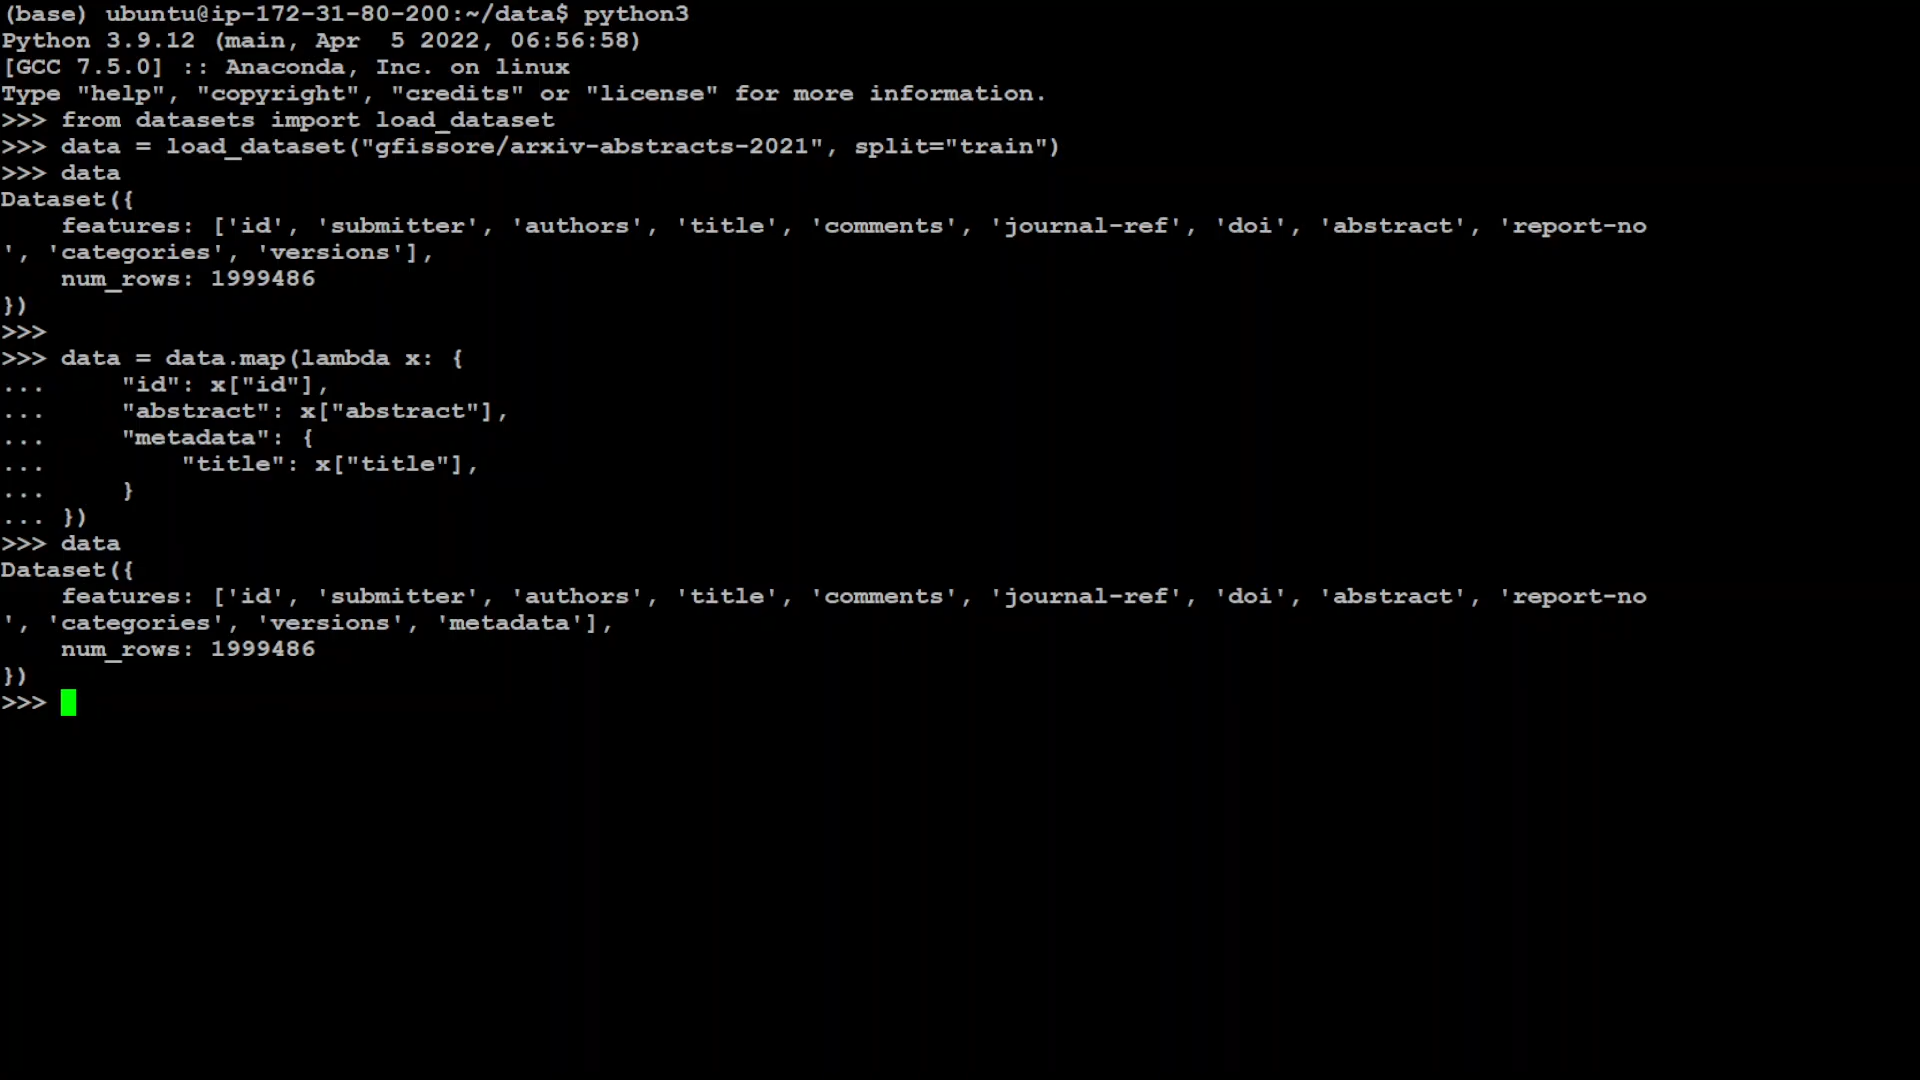 (base) ubuntu@ip-172-31-80-200:~/data$ python3
Python 3.9.12 (main, Apr  5 2022, 06:56:58)
[GCC 7.5.0] :: Anaconda, Inc. on linux
Type "help", "copyright", "credits" or "license" for more information.
>>> from datasets import load_dataset
>>> data = load_dataset("gfissore/arxiv-abstracts-2021", split="train")
>>> data
Dataset({
    features: ['id', 'submitter', 'authors', 'title', 'comments', 'journal-ref', 'doi', 'abstract', 'report-no
', 'categories', 'versions'],
    num_rows: 1999486
})
>>>
>>> data = data.map(lambda x: {
...     "id": x["id"],
...     "abstract": x["abstract"],
...     "metadata": {
...         "title": x["title"],
...     }
... })
>>> data
Dataset({
    features: ['id', 'submitter', 'authors', 'title', 'comments', 'journal-ref', 'doi', 'abstract', 'report-no
', 'categories', 'versions', 'metadata'],
    num_rows: 1999486
})
>>>